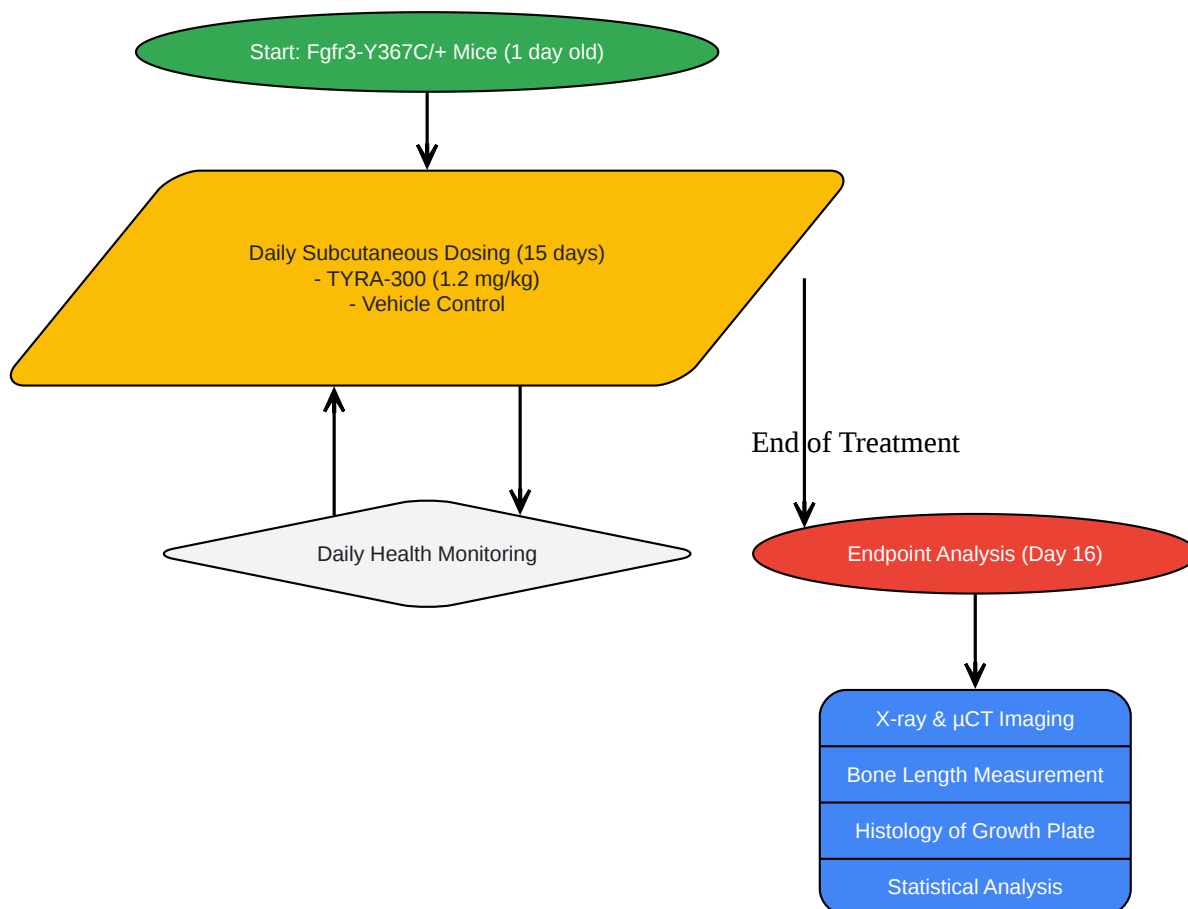 Start: Fgfr3-Y367C/+ Mice (1 day old)
Daily Subcutaneous Dosing (15 days)
- TYRA-300 (1.2 mg/kg)
- Vehicle Control
End of Treatment
Daily Health Monitoring
Endpoint Analysis (Day 16)
X-ray & µCT Imaging
Bone Length Measurement
Histology of Growth Plate
Statistical Analysis